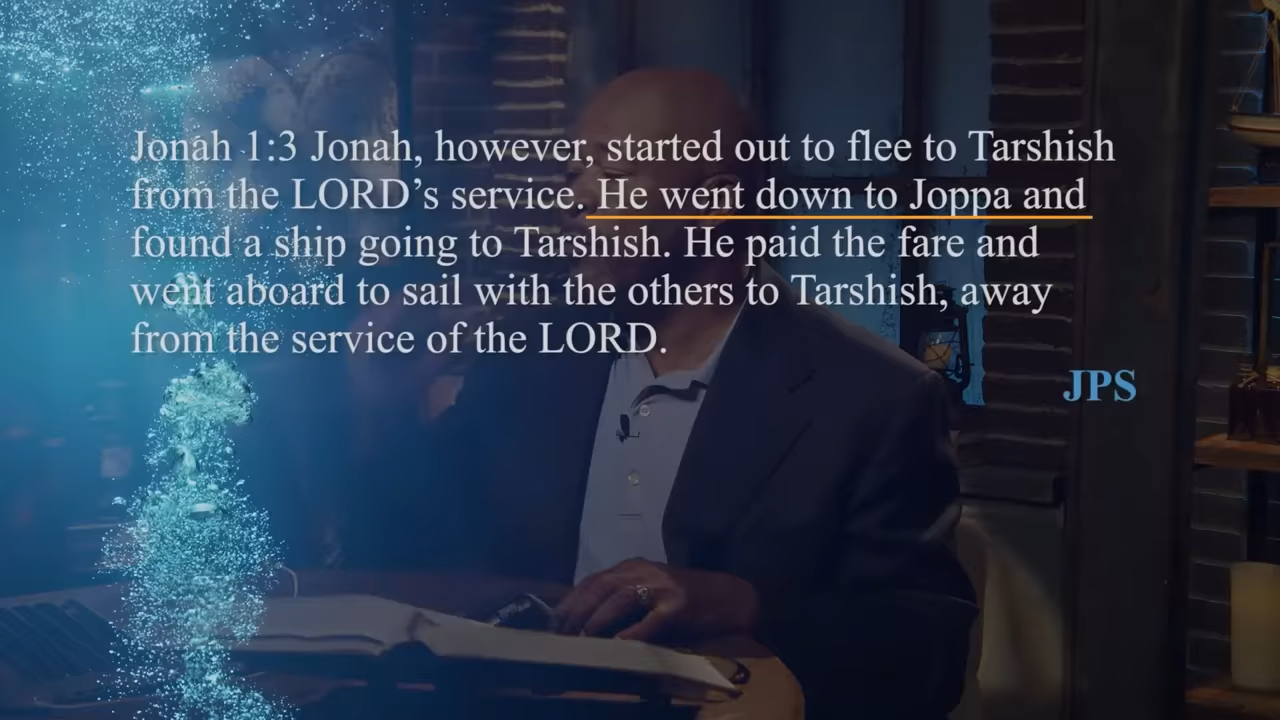 Jonah 1:3 Jonah, however, started out to flee to Tarshish
from the LORD’s service. He went down to Joppa and
found a ship going to Tarshish. He paid the fare and
went aboard to sail with the others to Tarshish, away
from the service of the LORD.
JPS